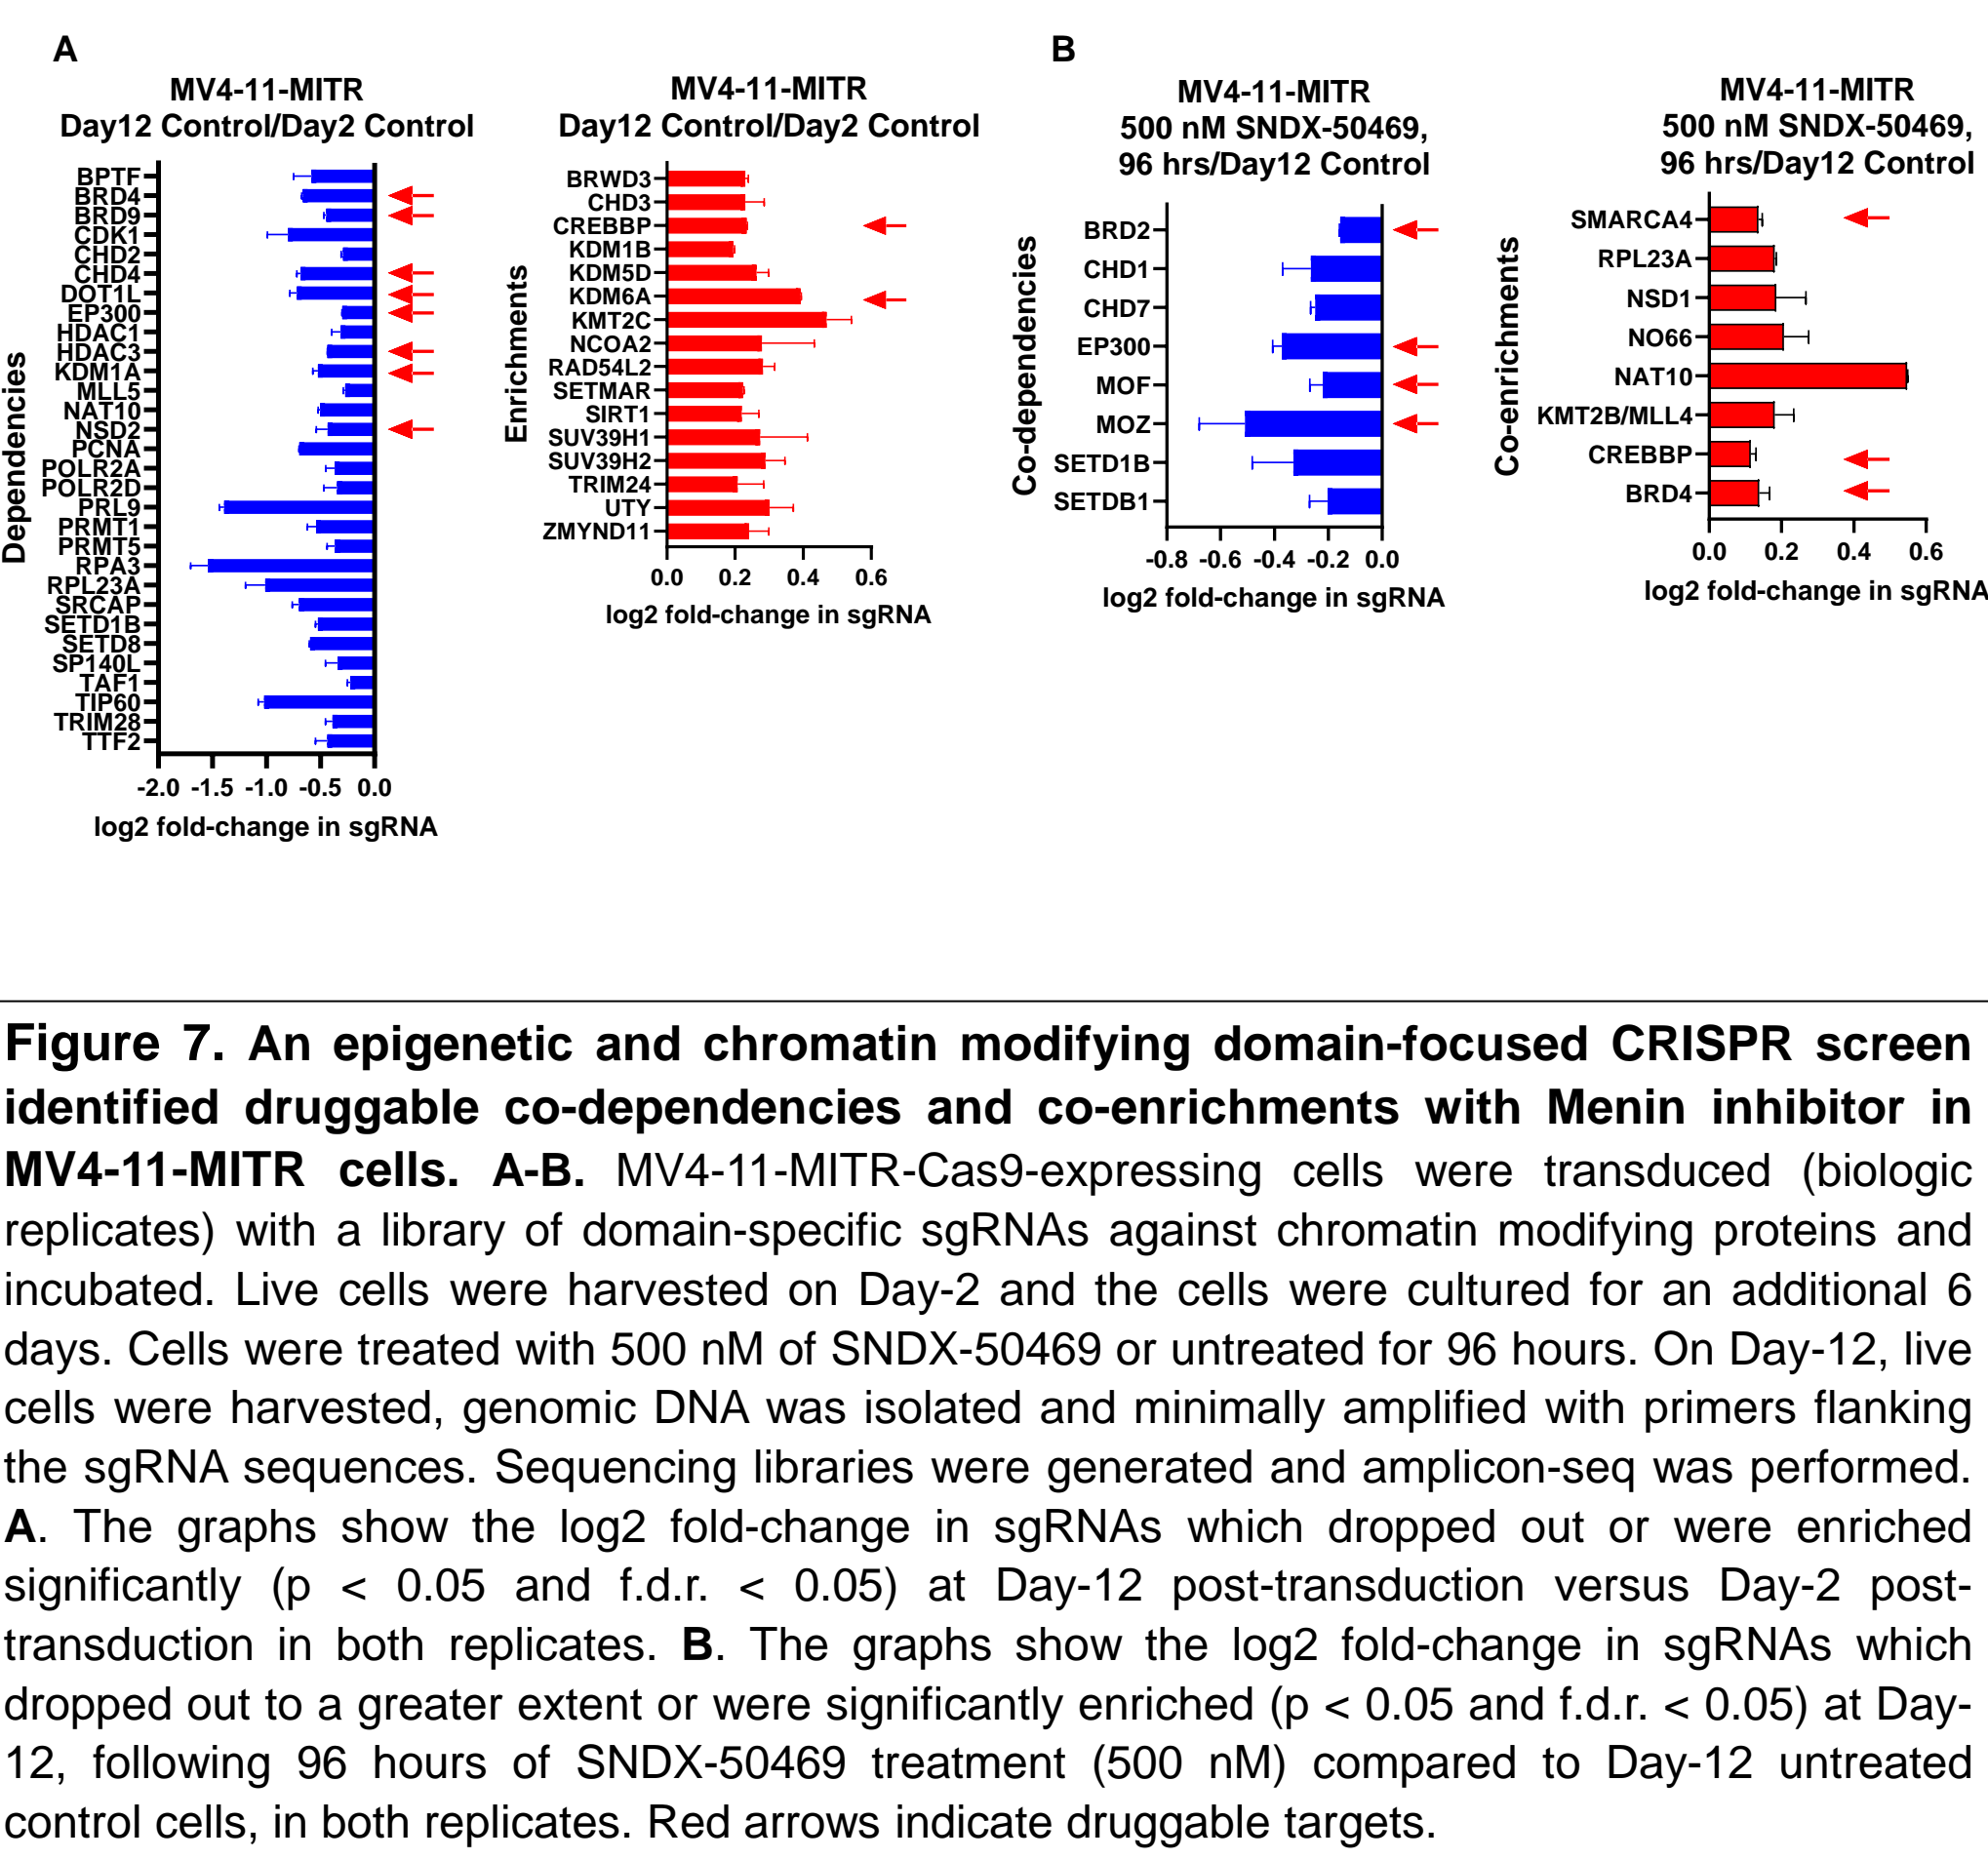 A
MV4-11-MITR
Day12 Control/Day2 Control
Dependencies
BPTF
BRD4
BRD9
CDK1
CHD2
CHD4
DOT1L
EP300
HDAC1
HDAC3
KDM1A
MLL5
NAT10
NSD2
PCNA
POLR2A
POLR2D
PRL9
PRMT1
PRMT5
RPA3
RPL23A
SRCAP
SETD1B
SETD8
SP140L
TAF1
TIP60
TRIM28
TTF2
-2.0 -1.5 -1.0 -0.5 0.0
log2 fold-change in sgRNA
MV4-11-MITR
Day12 Control/Day2 Control
Enrichments
BRWD3
CHD3
CREBBP
KDM1B
KDM5D
KDM6A
KMT2C
NCOA2
RAD54L2
SETMAR
SIRT1
SUV39H1
SUV39H2
TRIM24
UTY
ZMYND11
0.0 0.2 0.4 0.6
log2 fold-change in sgRNA
B
MV4-11-MITR
500 nM SNDX-50469,
96 hrs/Day12 Control
Co-dependencies
BRD2
CHD1
CHD7
EP300
MOF
MOZ
SETD1B
SETDB1
-0.8 -0.6 -0.4 -0.2 0.0
log2 fold-change in sgRNA
MV4-11-MITR
500 nM SNDX-50469,
96 hrs/Day12 Control
Co-enrichments
SMARCA4
RPL23A
NSD1
NO66
NAT10
KMT2B/MLL4
CREBBP
BRD4
0.0 0.2 0.4 0.6
log2 fold-change in sgRNA
Figure 7. An epigenetic and chromatin modifying domain-focused CRISPR screen
identified druggable co-dependencies and co-enrichments with Menin inhibitor in
MV4-11-MITR cells. A-B. MV4-11-MITR-Cas9-expressing cells were transduced (biologic
replicates) with a library of domain-specific sgRNAs against chromatin modifying proteins and
incubated. Live cells were harvested on Day-2 and the cells were cultured for an additional 6
days. Cells were treated with 500 nM of SNDX-50469 or untreated for 96 hours. On Day-12, live
cells were harvested, genomic DNA was isolated and minimally amplified with primers flanking
the sgRNA sequences. Sequencing libraries were generated and amplicon-seq was performed.
A. The graphs show the log2 fold-change in sgRNAs which dropped out or were enriched
significantly (p < 0.05 and f.d.r. < 0.05) at Day-12 post-transduction versus Day-2 post-
transduction in both replicates. B. The graphs show the log2 fold-change in sgRNAs which
dropped out to a greater extent or were significantly enriched (p < 0.05 and f.d.r. < 0.05) at Day-
12, following 96 hours of SNDX-50469 treatment (500 nM) compared to Day-12 untreated
control cells, in both replicates. Red arrows indicate druggable targets.